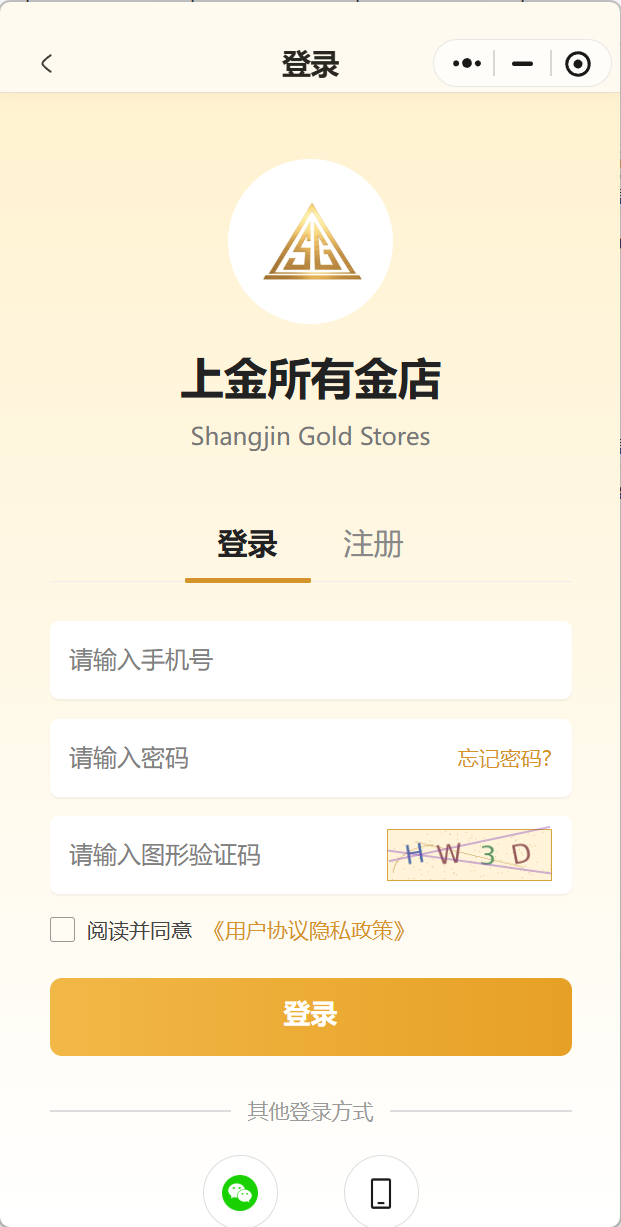 登录
SG
上金所有金店
Shangjin Gold Stores
登录 注册
请输入手机号
请输入密码 忘记密码?
请输入图形验证码 HW3D
阅读并同意 《用户协议隐私政策》
登录
其他登录方式